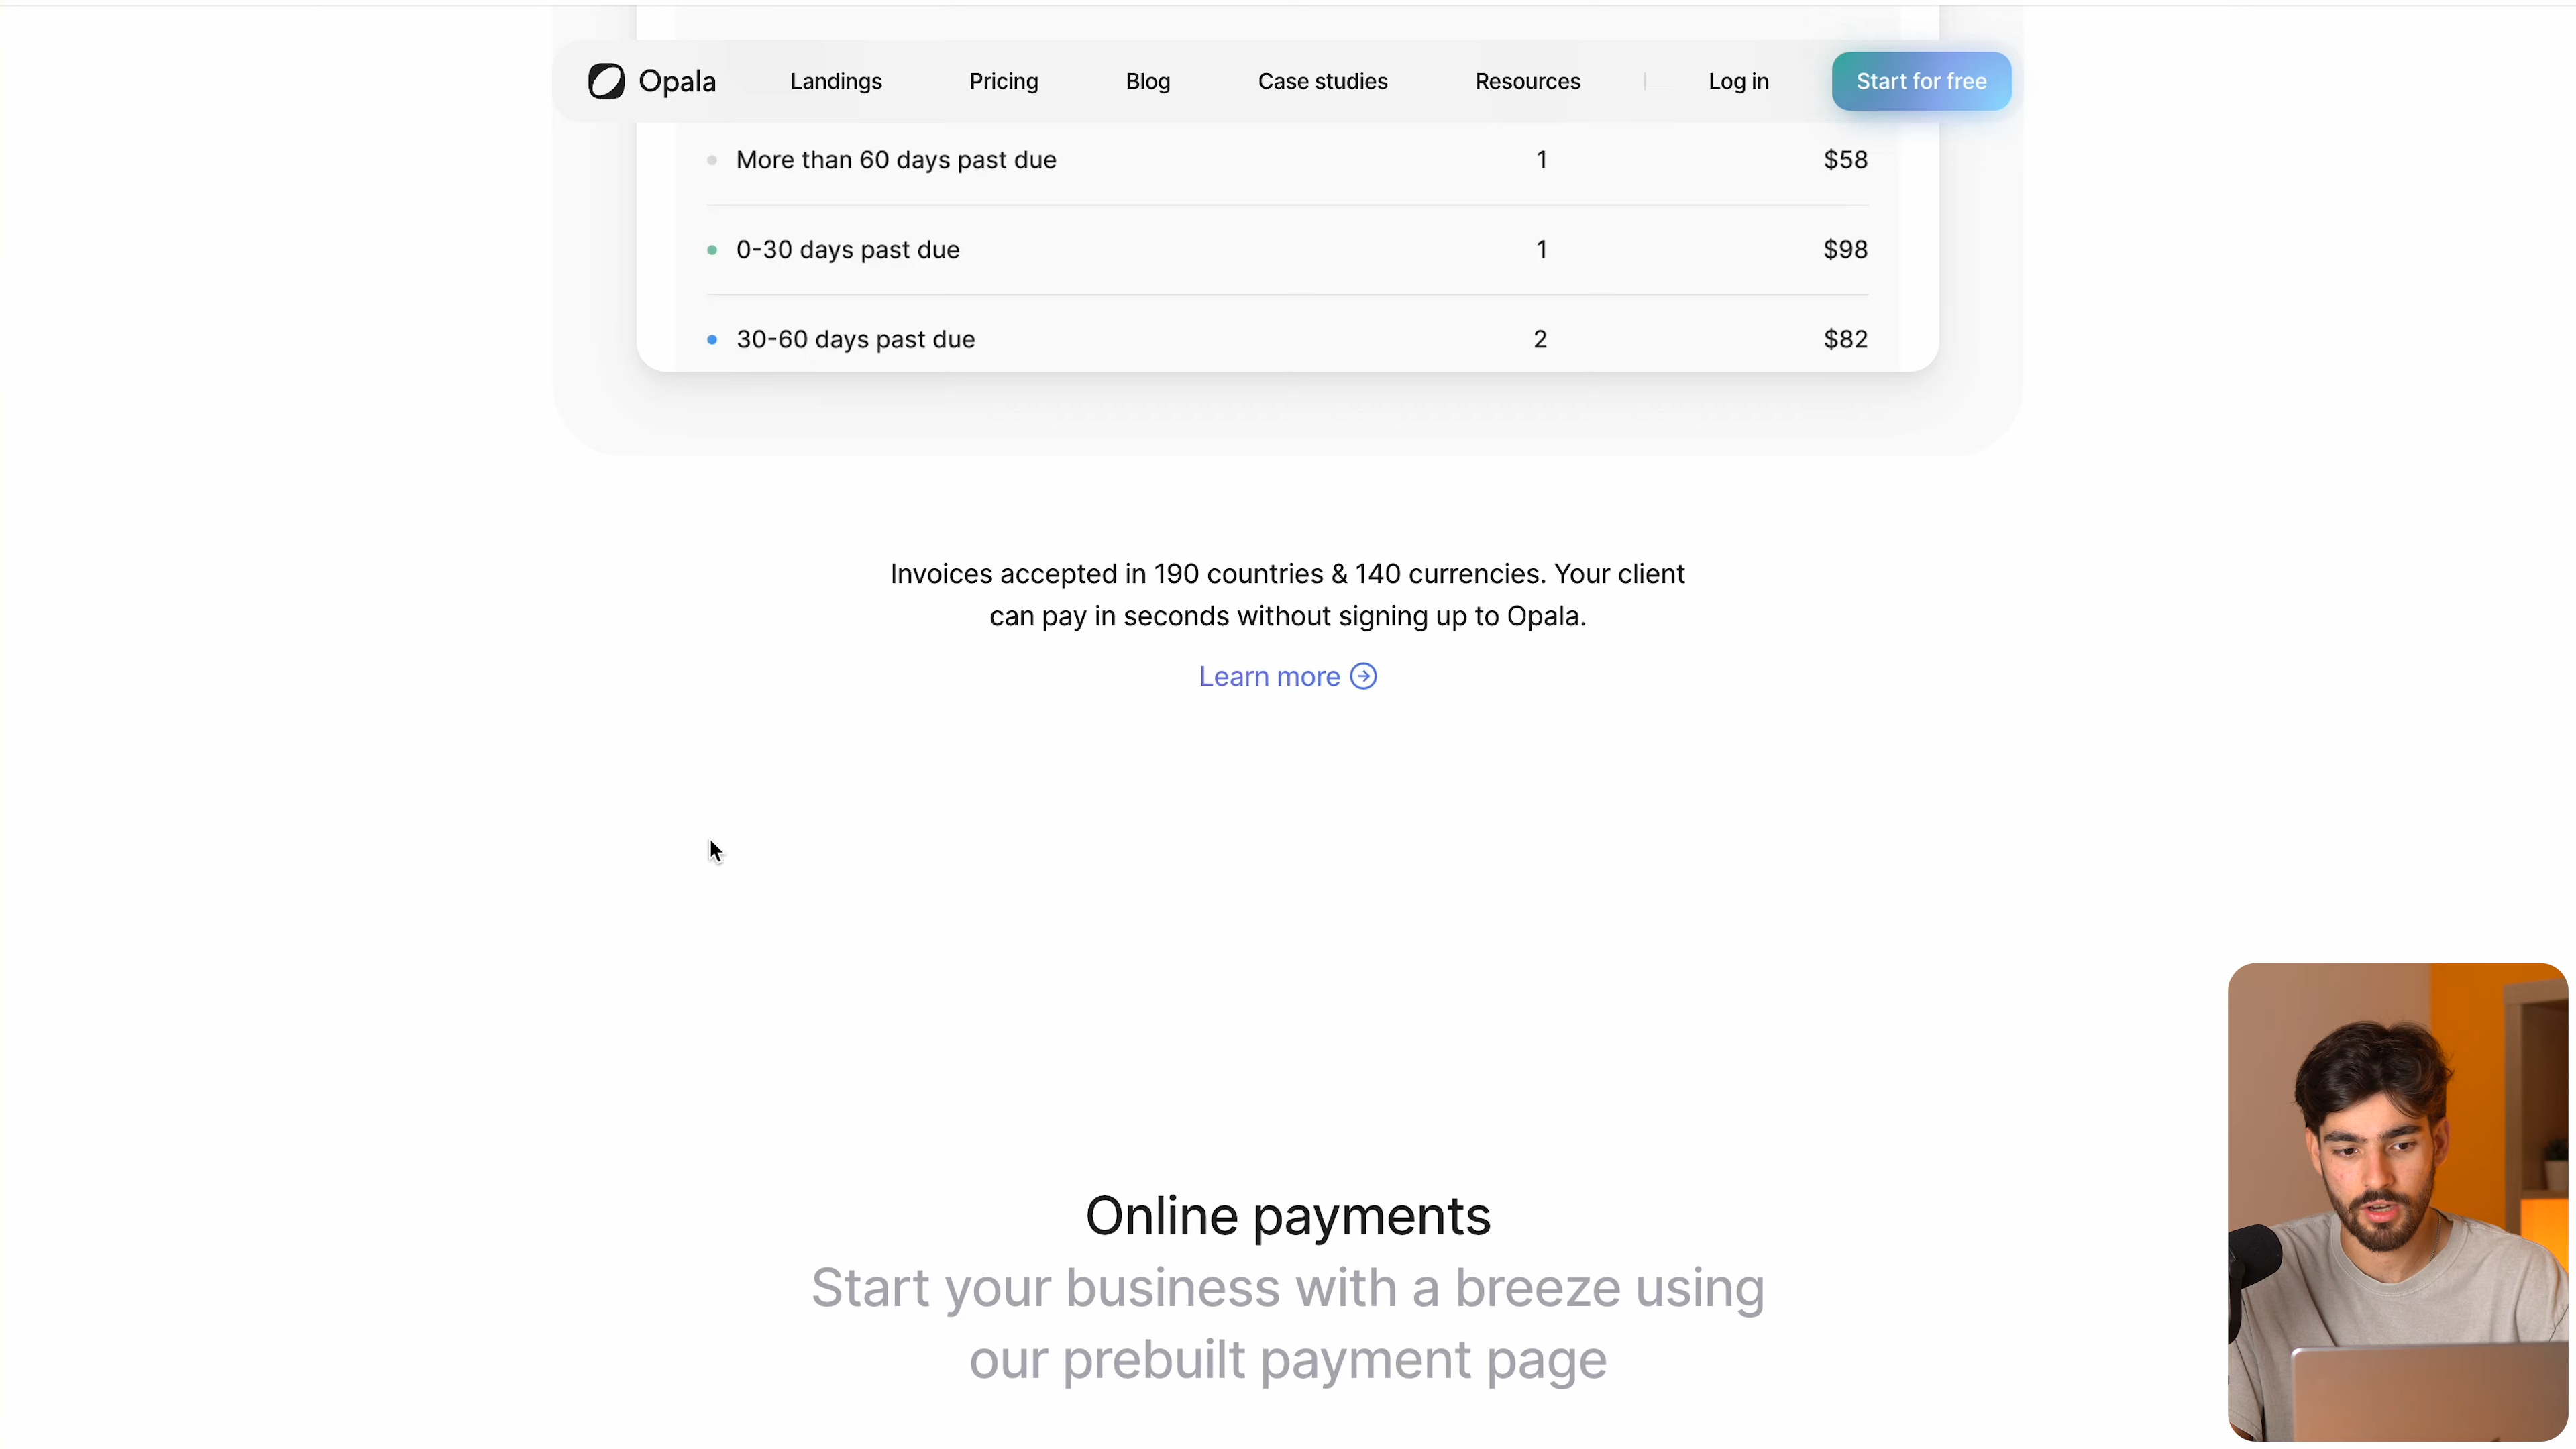 Opala Landings Pricing Blog Case studies Resources Log in Start for free
More than 60 days past due 1 $58
0-30 days past due 1 $98
30-60 days past due 2 $82
Invoices accepted in 190 countries & 140 currencies. Your client
can pay in seconds without signing up to Opala.
Learn more
Online payments
Start your business with a breeze using
our prebuilt payment page